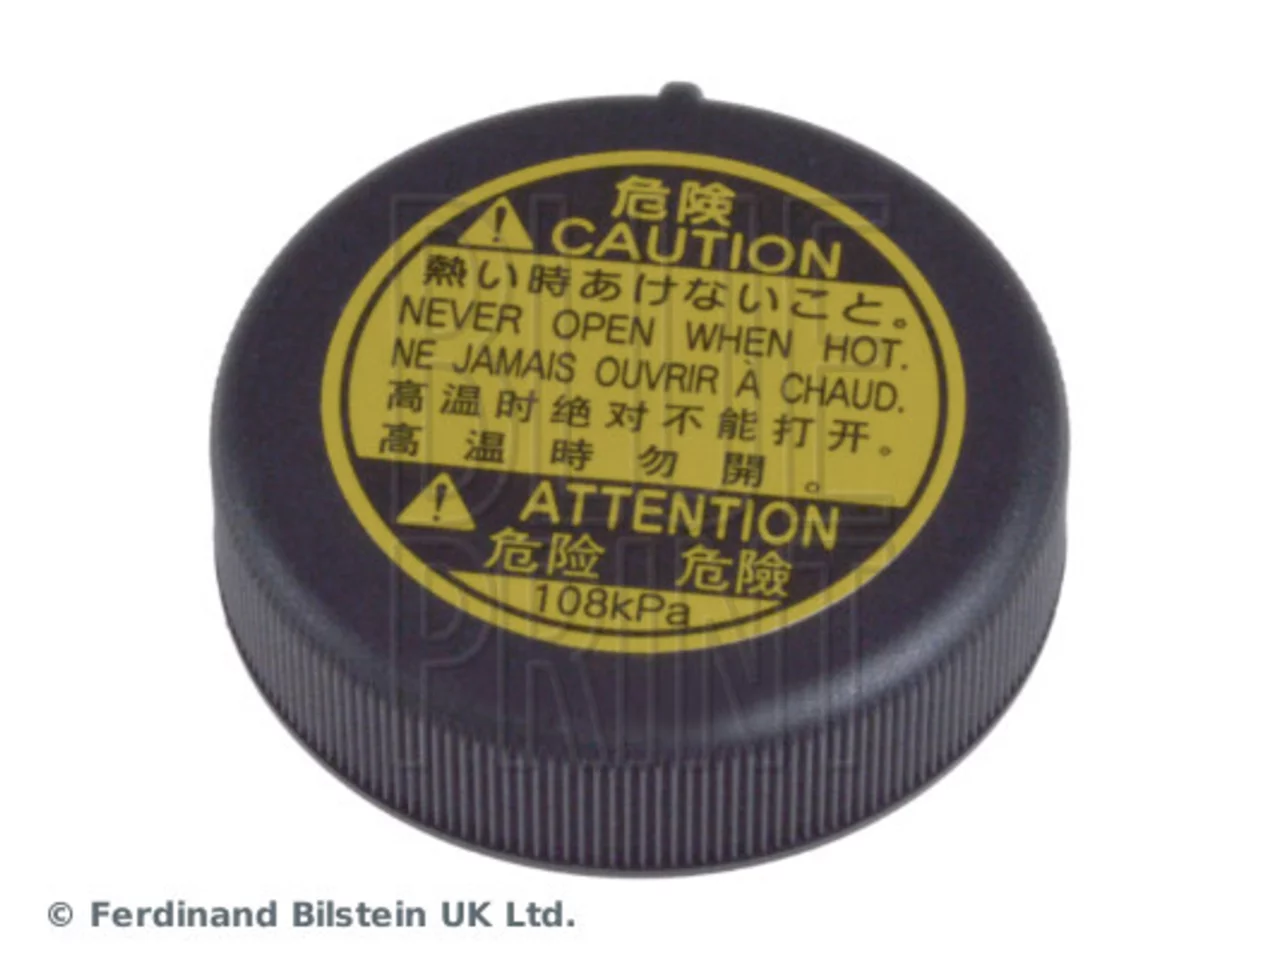 危険
CAUTION
熱い時あけないこと。
NEVER OPEN WHEN HOT.
NE JAMAIS OUVRIR À CHAUD.
高温时绝对不能打开。
高温時勿開。
ATTENTION
危险 危險
108kPa
BLUE
PRINT
© Ferdinand Bilstein UK Ltd.